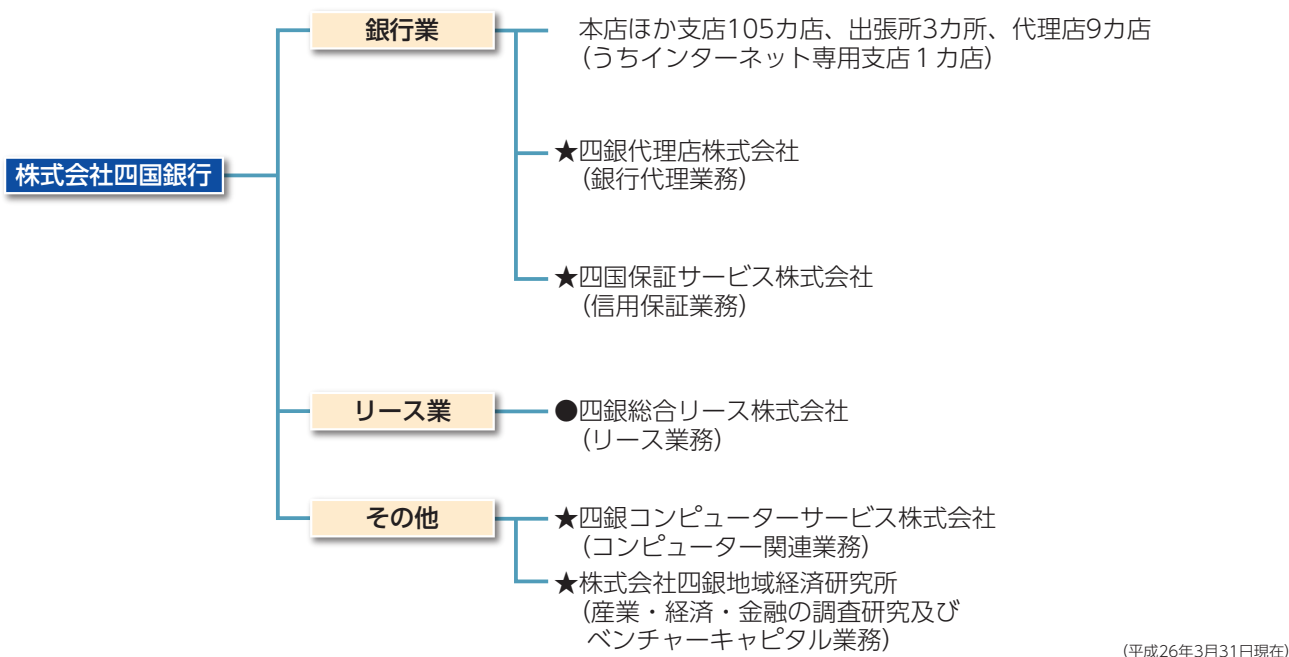 銀行業
本店ほか支店105カ店、出張所3カ所、代理店9カ店
(うちインターネット専用支店1カ店)
★四銀代理店株式会社
(銀行代理業務)
株式会社四国銀行
★四国保証サービス株式会社
(信用保証業務)
リース業
●四銀総合リース株式会社
(リース業務)
その他
★四銀コンピューターサービス株式会社
(コンピューター関連業務)
★株式会社四銀地域経済研究所
(産業・経済・金融の調査研究及び
ベンチャーキャピタル業務)
(平成26年3月31日現在)